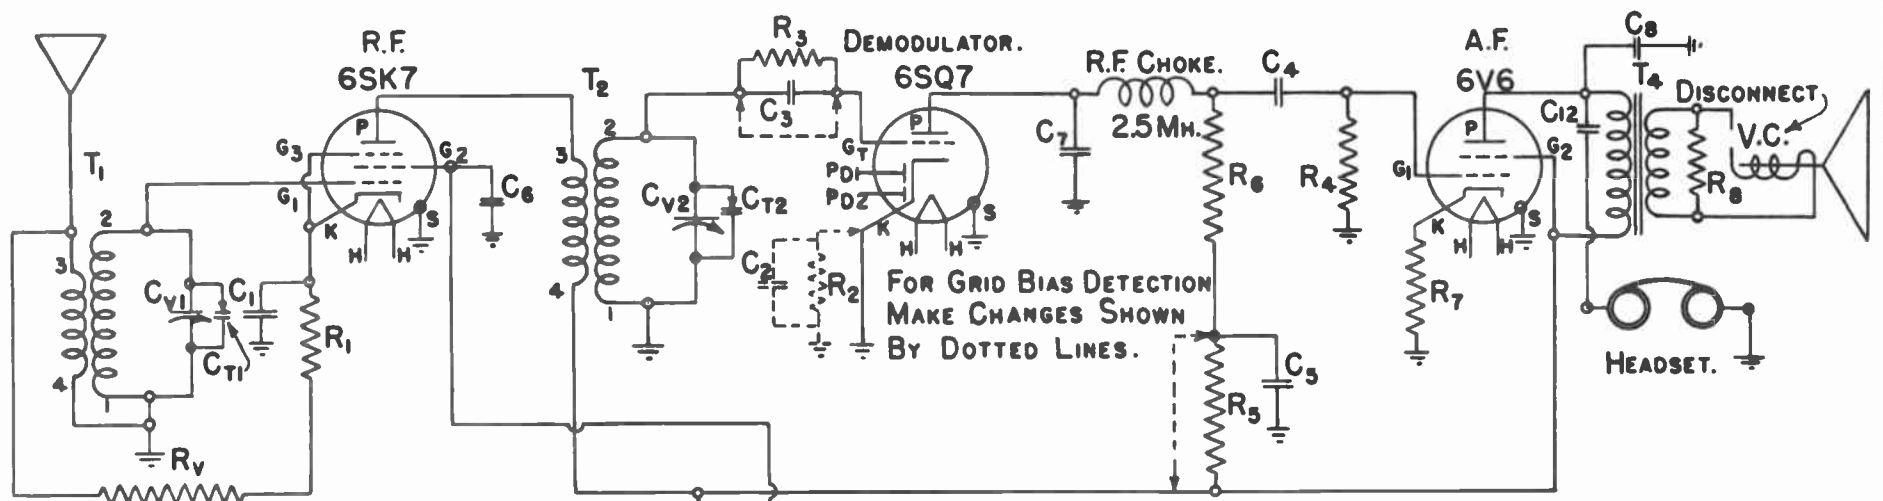 R.F.
6SK7
P
G3
G2
G1
K
S
H
H
T1
2
3
4
1
CV1
CT1
C1
R1
RV
C6
T2
3
2
4
1
CV2
CT2
R3
C3
DEMODULATOR.
6SQ7
P
GT
PD1
PD2
K
S
H
H
C2
R2
FOR GRID BIAS DETECTION
MAKE CHANGES SHOWN
BY DOTTED LINES.
R.F. CHOKE.
2.5 MH.
C7
R6
C4
R4
R5
C5
A.F.
6V6
P
G2
G1
K
S
H
H
R7
C8
T4
C12
DISCONNECT
V.C.
R8
HEADSET.